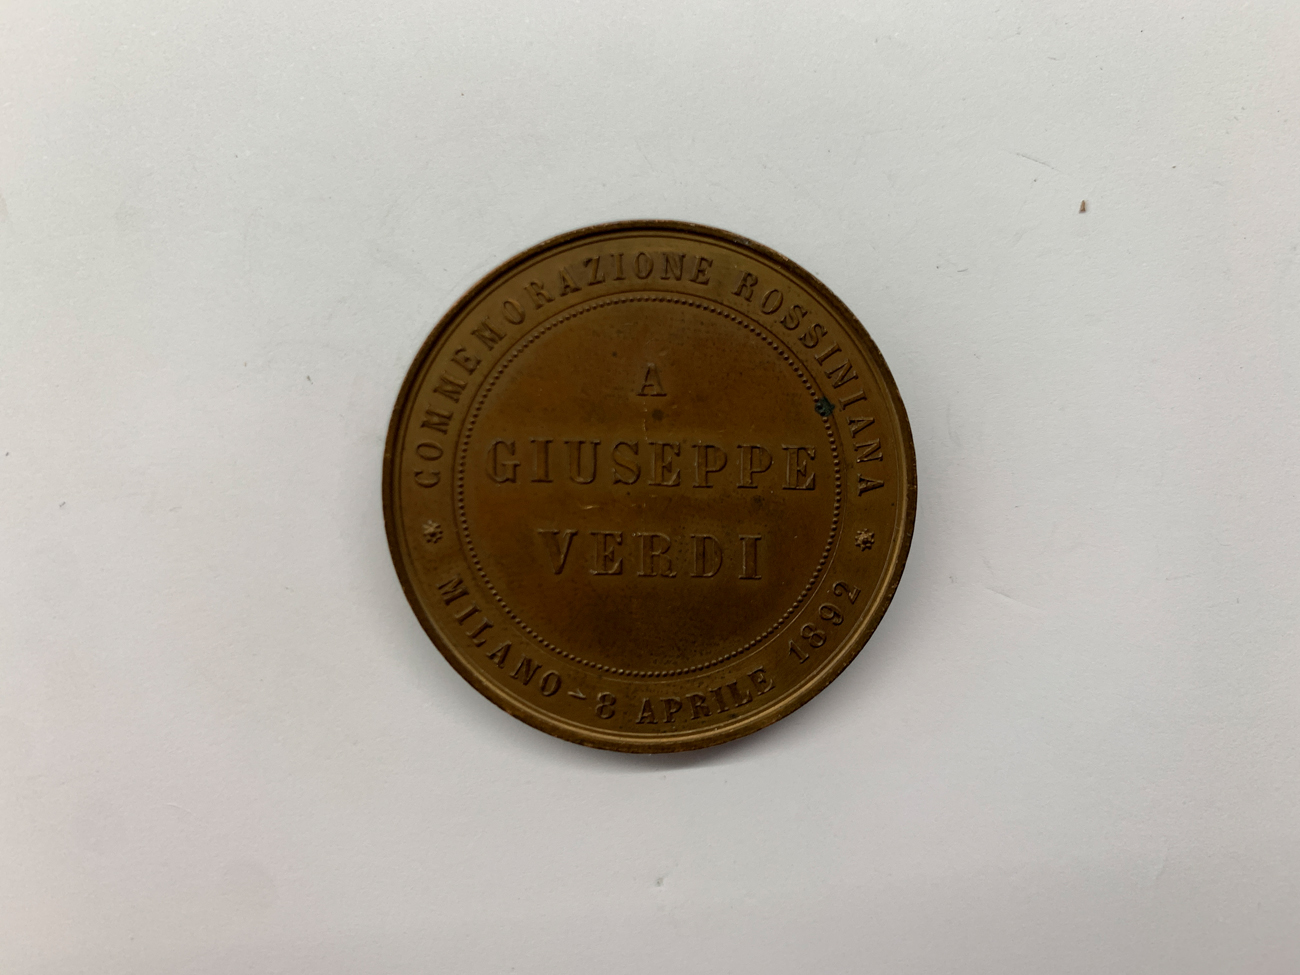 COMMEMORAZIONE ROSSINIANA
A
GIUSEPPE
VERDI
* MILANO - 8 APRILE 1892 *